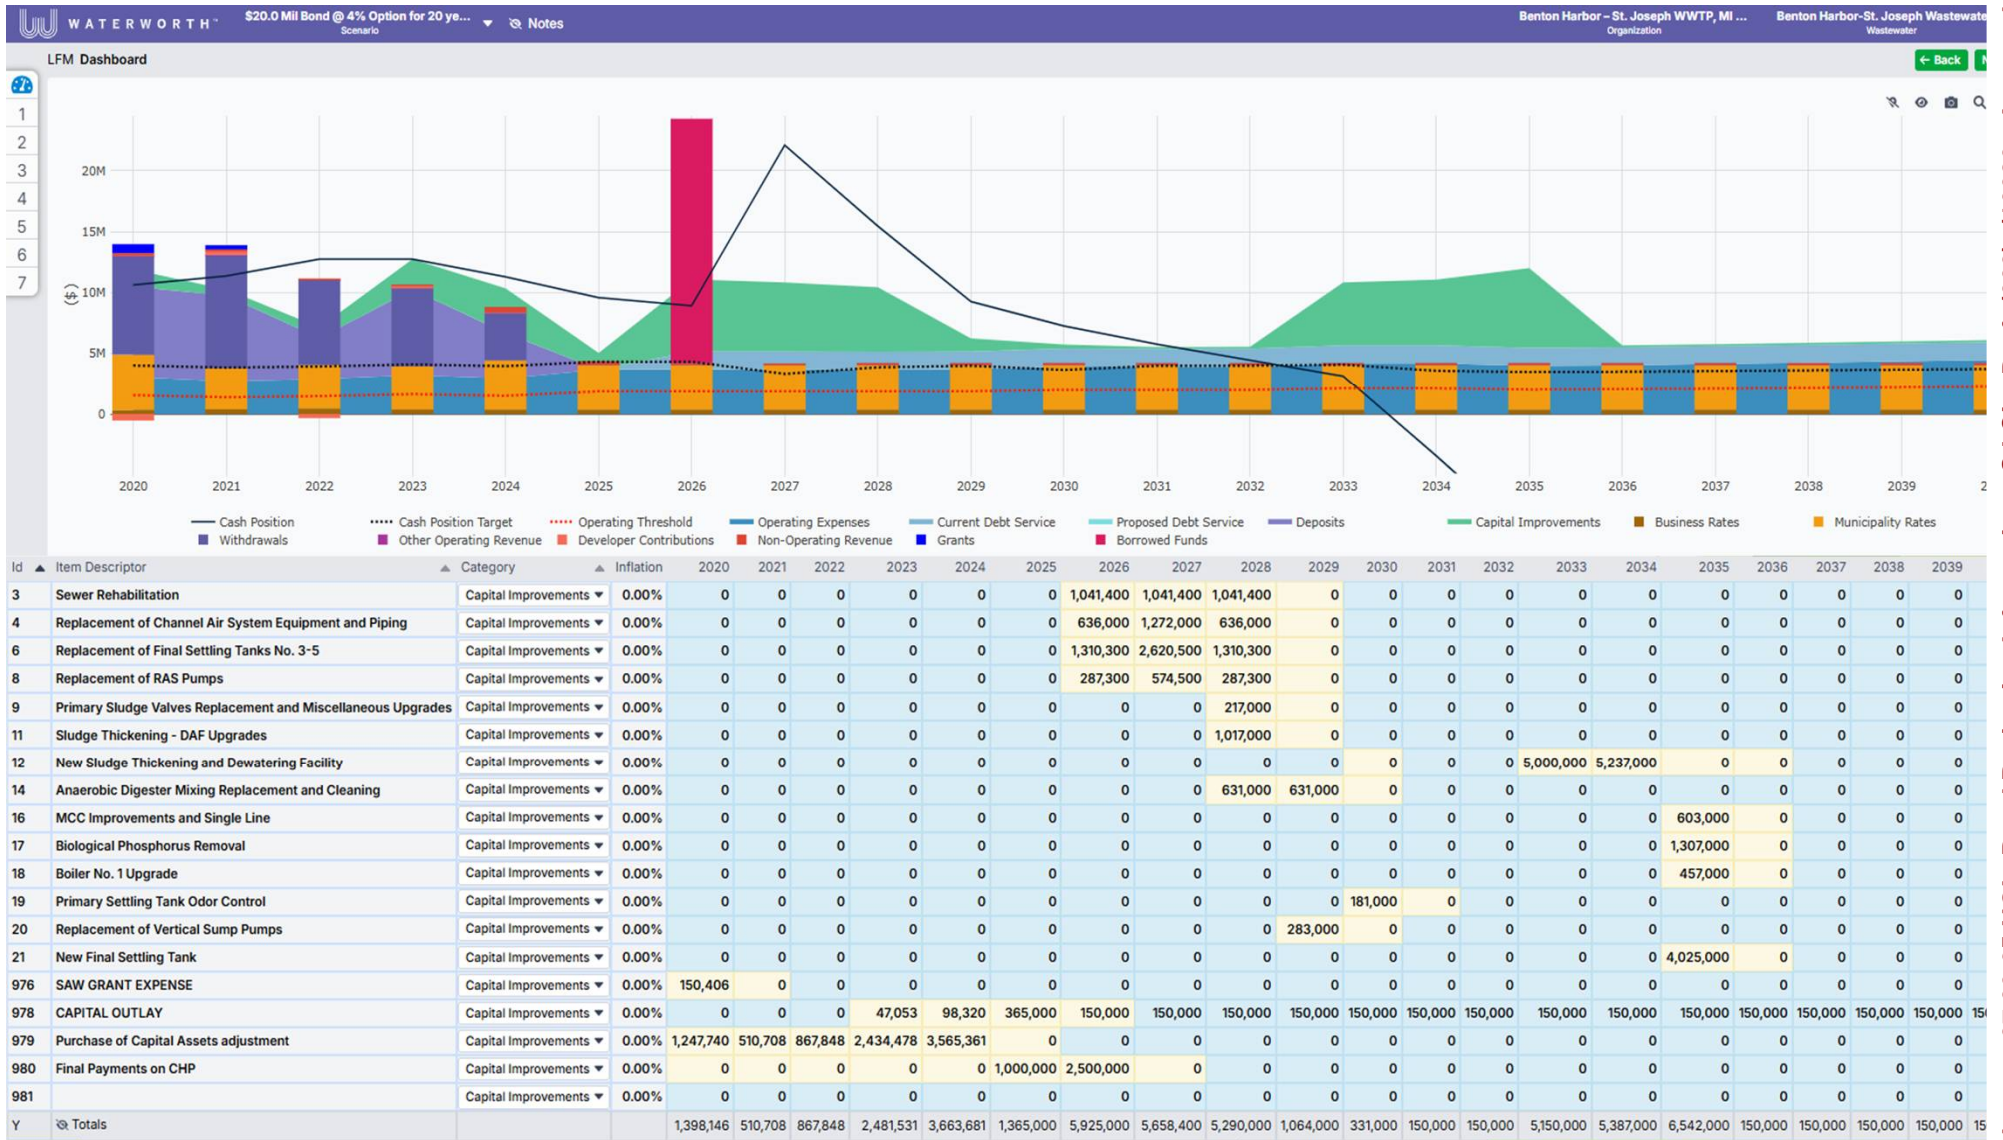 WATERWORTH™
$20.0 Mil Bond @ 4% Option for 20 ye...
Scenario
Notes
Benton Harbor – St. Joseph WWTP, MI ...
Organization
Benton Harbor-St. Joseph Wastewate
Wastewater
LFM Dashboard
← Back
1
2
3
4
5
6
7
20M
15M
10M
5M
0
($)
2020 2021 2022 2023 2024 2025 2026 2027 2028 2029 2030 2031 2032 2033 2034 2035 2036 2037 2038 2039 2
Cash Position Cash Position Target Operating Threshold Operating Expenses Current Debt Service Proposed Debt Service Deposits Capital Improvements Business Rates Municipality Rates
Withdrawals Other Operating Revenue Developer Contributions Non-Operating Revenue Grants Borrowed Funds
Id Item Descriptor Category Inflation 2020 2021 2022 2023 2024 2025 2026 2027 2028 2029 2030 2031 2032 2033 2034 2035 2036 2037 2038 2039
3 Sewer Rehabilitation Capital Improvements 0.00% 0 0 0 0 0 0 1,041,400 1,041,400 1,041,400 0 0 0 0 0 0 0 0 0 0 0
4 Replacement of Channel Air System Equipment and Piping Capital Improvements 0.00% 0 0 0 0 0 0 636,000 1,272,000 636,000 0 0 0 0 0 0 0 0 0 0 0
6 Replacement of Final Settling Tanks No. 3-5 Capital Improvements 0.00% 0 0 0 0 0 0 1,310,300 2,620,500 1,310,300 0 0 0 0 0 0 0 0 0 0 0
8 Replacement of RAS Pumps Capital Improvements 0.00% 0 0 0 0 0 0 287,300 574,500 287,300 0 0 0 0 0 0 0 0 0 0 0
9 Primary Sludge Valves Replacement and Miscellaneous Upgrades Capital Improvements 0.00% 0 0 0 0 0 0 0 0 217,000 0 0 0 0 0 0 0 0 0 0 0
11 Sludge Thickening - DAF Upgrades Capital Improvements 0.00% 0 0 0 0 0 0 0 0 1,017,000 0 0 0 0 0 0 0 0 0 0 0
12 New Sludge Thickening and Dewatering Facility Capital Improvements 0.00% 0 0 0 0 0 0 0 0 0 0 0 0 0 5,000,000 5,237,000 0 0 0 0 0
14 Anaerobic Digester Mixing Replacement and Cleaning Capital Improvements 0.00% 0 0 0 0 0 0 0 0 631,000 631,000 0 0 0 0 0 0 0 0 0 0
16 MCC Improvements and Single Line Capital Improvements 0.00% 0 0 0 0 0 0 0 0 0 0 0 0 0 0 0 603,000 0 0 0 0
17 Biological Phosphorus Removal Capital Improvements 0.00% 0 0 0 0 0 0 0 0 0 0 0 0 0 0 0 1,307,000 0 0 0 0
18 Boiler No. 1 Upgrade Capital Improvements 0.00% 0 0 0 0 0 0 0 0 0 0 0 0 0 0 0 457,000 0 0 0 0
19 Primary Settling Tank Odor Control Capital Improvements 0.00% 0 0 0 0 0 0 0 0 0 0 181,000 0 0 0 0 0 0 0 0 0
20 Replacement of Vertical Sump Pumps Capital Improvements 0.00% 0 0 0 0 0 0 0 0 0 283,000 0 0 0 0 0 0 0 0 0 0
21 New Final Settling Tank Capital Improvements 0.00% 0 0 0 0 0 0 0 0 0 0 0 0 0 0 0 4,025,000 0 0 0 0
976 SAW GRANT EXPENSE Capital Improvements 0.00% 150,406 0 0 0 0 0 0 0 0 0 0 0 0 0 0 0 0 0 0 0
978 CAPITAL OUTLAY Capital Improvements 0.00% 0 0 0 47,053 98,320 365,000 150,000 150,000 150,000 150,000 150,000 150,000 150,000 150,000 150,000 150,000 150,000 150,000 150,000 150,000 15
979 Purchase of Capital Assets adjustment Capital Improvements 0.00% 1,247,740 510,708 867,848 2,434,478 3,565,361 0 0 0 0 0 0 0 0 0 0 0 0 0 0 0
980 Final Payments on CHP Capital Improvements 0.00% 0 0 0 0 0 1,000,000 2,500,000 0 0 0 0 0 0 0 0 0 0 0 0 0
981 Capital Improvements 0.00% 0 0 0 0 0 0 0 0 0 0 0 0 0 0 0 0 0 0 0 0
Y Totals 1,398,146 510,708 867,848 2,481,531 3,663,681 1,365,000 5,925,000 5,658,400 5,290,000 1,064,000 331,000 150,000 150,000 5,150,000 5,387,000 6,542,000 150,000 150,000 150,000 150,000 15